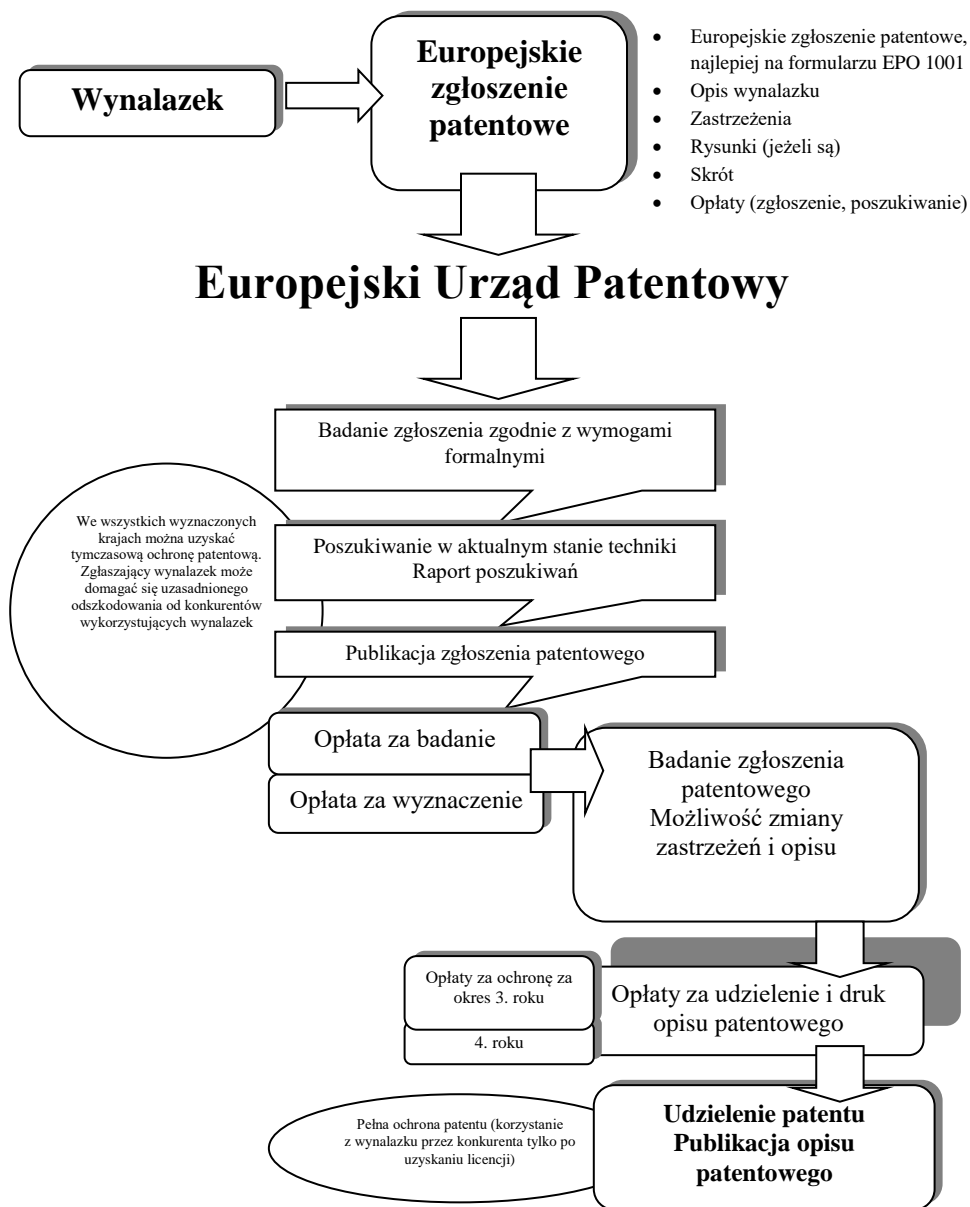 Wynalazek
Europejskie
zgłoszenie
patentowe
• Europejskie zgłoszenie patentowe,
najlepiej na formularzu EPO 1001
• Opis wynalazku
• Zastrzeżenia
• Rysunki (jeżeli są)
• Skrót
• Opłaty (zgłoszenie, poszukiwanie)
Europejski Urząd Patentowy
Badanie zgłoszenia zgodnie z wymogami
formalnymi
We wszystkich wyznaczonych
krajach można uzyskać
tymczasową ochronę patentową.
Zgłaszający wynalazek może
domagać się uzasadnionego
odszkodowania od konkurentów
wykorzystujących wynalazek
Poszukiwanie w aktualnym stanie techniki
Raport poszukiwań
Publikacja zgłoszenia patentowego
Opłata za badanie
Opłata za wyznaczenie
Badanie zgłoszenia
patentowego
Możliwość zmiany
zastrzeżeń i opisu
Opłaty za ochronę za
okres 3. roku
4. roku
Opłaty za udzielenie i druk
opisu patentowego
Pełna ochrona patentu (korzystanie
z wynalazku przez konkurenta tylko po
uzyskaniu licencji)
Udzielenie patentu
Publikacja opisu
patentowego